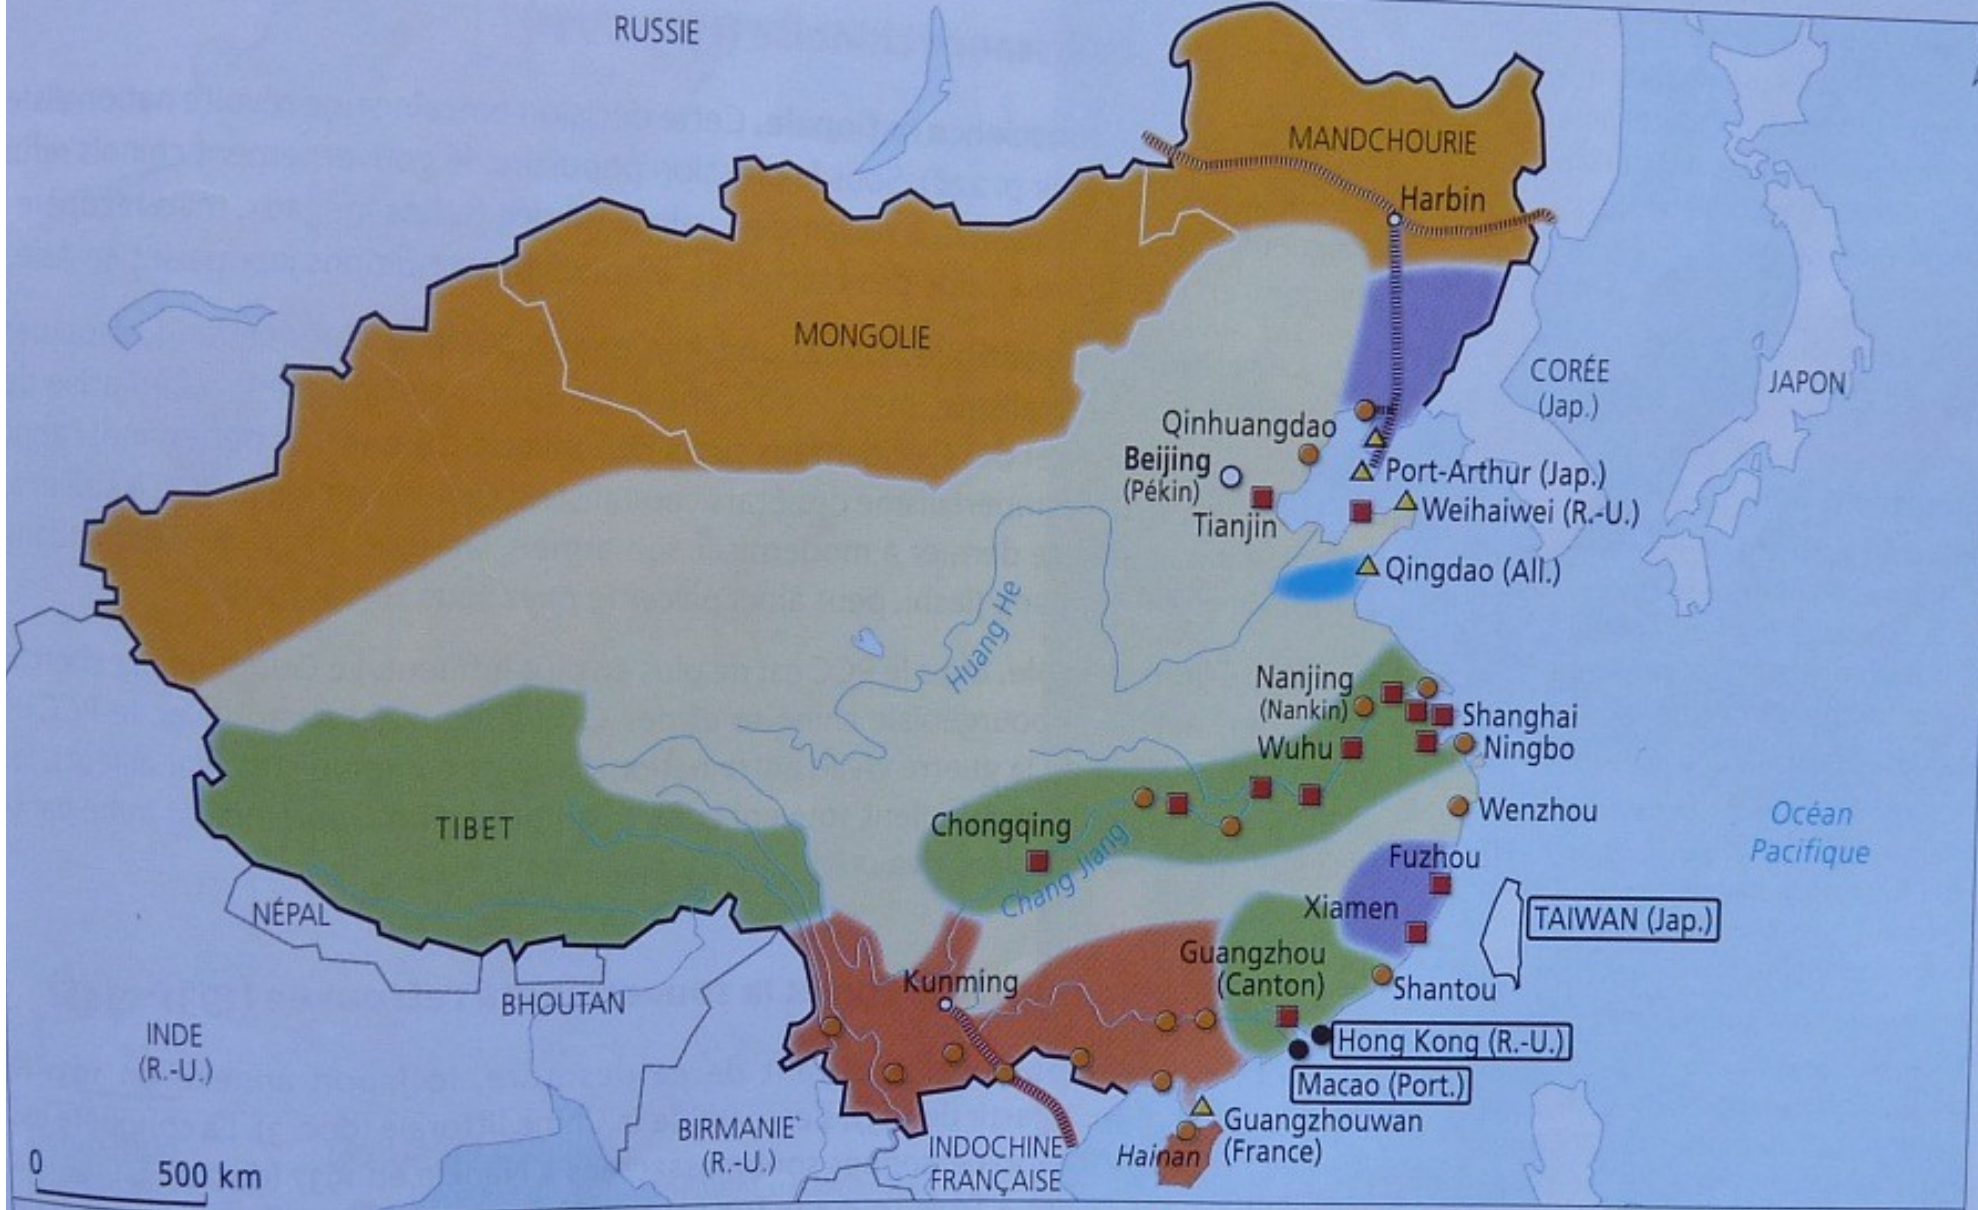 RUSSIE
MANDCHOURIE
Harbin
MONGOLIE
CORÉE
(Jap.)
JAPON
Qinhuangdao
Beijing
(Pékin)
Tianjin
Port-Arthur (Jap.)
Weihaiwei (R.-U.)
Qingdao (All.)
Huang He
Nanjing
(Nankin)
Shanghai
Wuhu
Ningbo
Wenzhou
Chongqing
Chang Jiang
TIBET
Océan
Pacifique
Fuzhou
Xiamen
TAIWAN (Jap.)
NÉPAL
Guangzhou
(Canton)
Shantou
Kunming
BHOUTAN
INDE
(R.-U.)
Hong Kong (R.-U.)
Macao (Port.)
Guangzhouwan
(France)
Hainan
BIRMANIE
(R.-U.)
INDOCHINE
FRANÇAISE
0
500 km